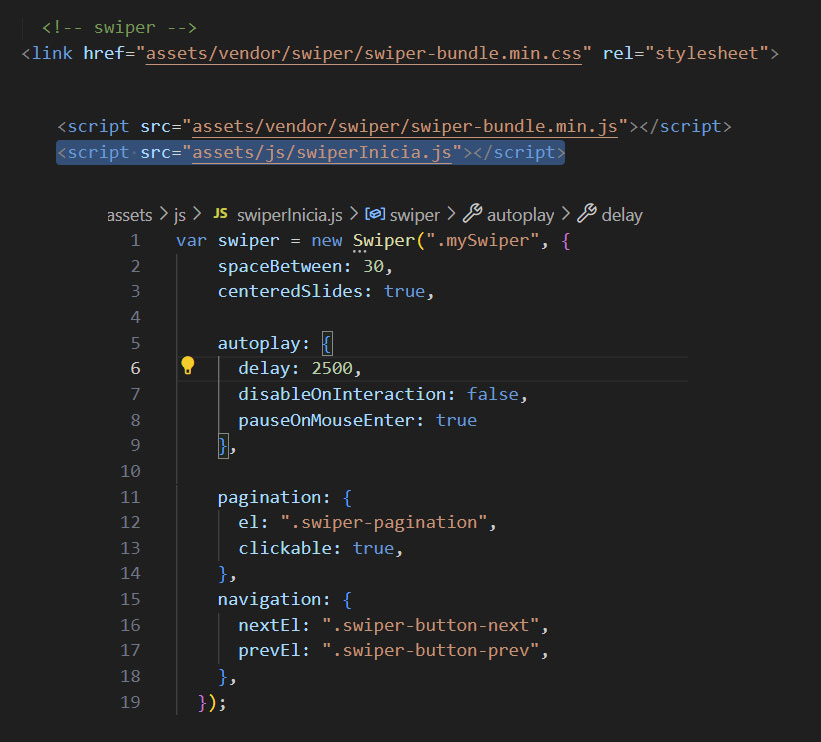 <!-- swiper -->
<link href="assets/vendor/swiper/swiper-bundle.min.css" rel="stylesheet">
<script src="assets/vendor/swiper/swiper-bundle.min.js"></script>
<script src="assets/js/swiperInicia.js"></script>
assets > js > JS swiperInicia.js > swiper > autoplay > delay
1 var swiper = new Swiper(".mySwiper", {
2 spaceBetween: 30,
3 centeredSlides: true,
4
5 autoplay: {
6 delay: 2500,
7 disableOnInteraction: false,
8 pauseOnMouseEnter: true
9 },
10
11 pagination: {
12 el: ".swiper-pagination",
13 clickable: true,
14 },
15 navigation: {
16 nextEl: ".swiper-button-next",
17 prevEl: ".swiper-button-prev",
18 },
19 });